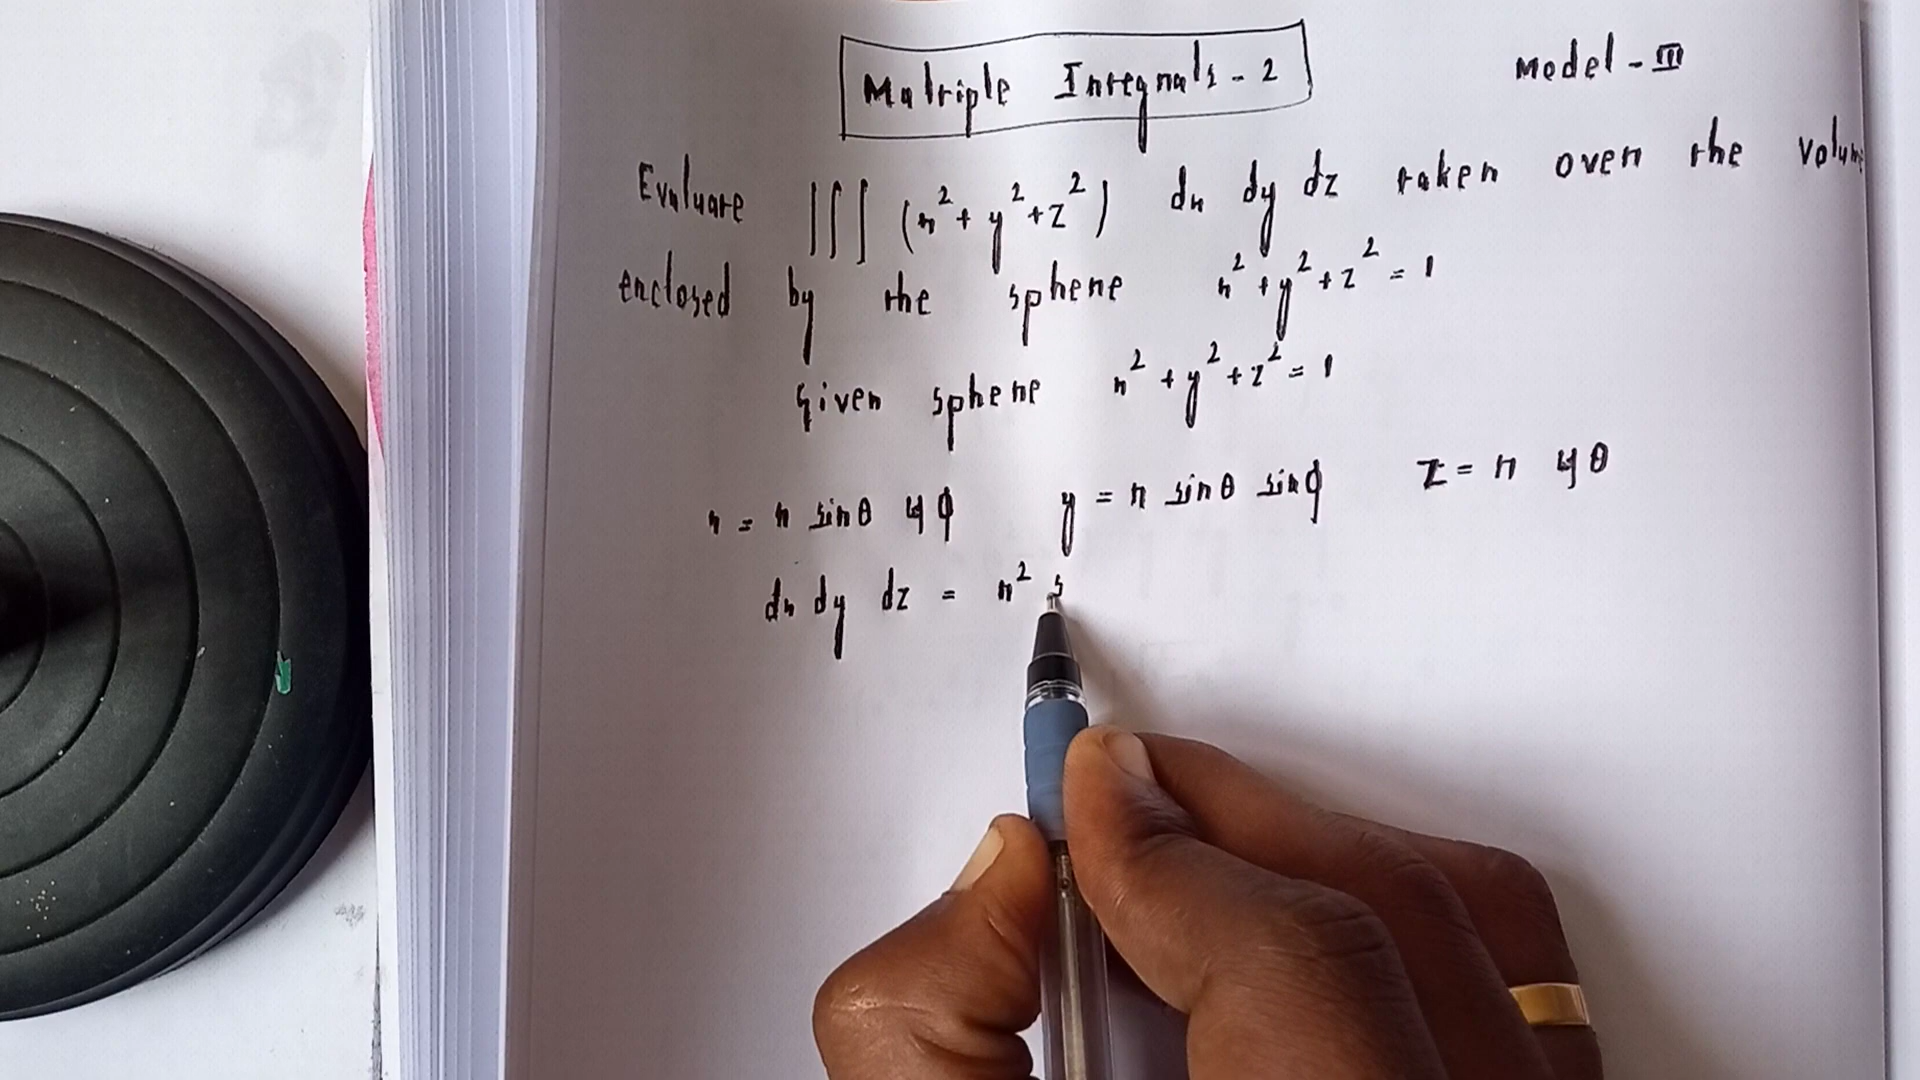 Multiple Integrals - 2
Model - III
Evaluate ∫∫∫ (x² + y² + z²) dx dy dz taken over the volume
enclosed by the sphere x² + y² + z² = 1
Given sphere x² + y² + z² = 1
x = r sinθ cosφ y = r sinθ sinφ z = r cosθ
dx dy dz = r² s